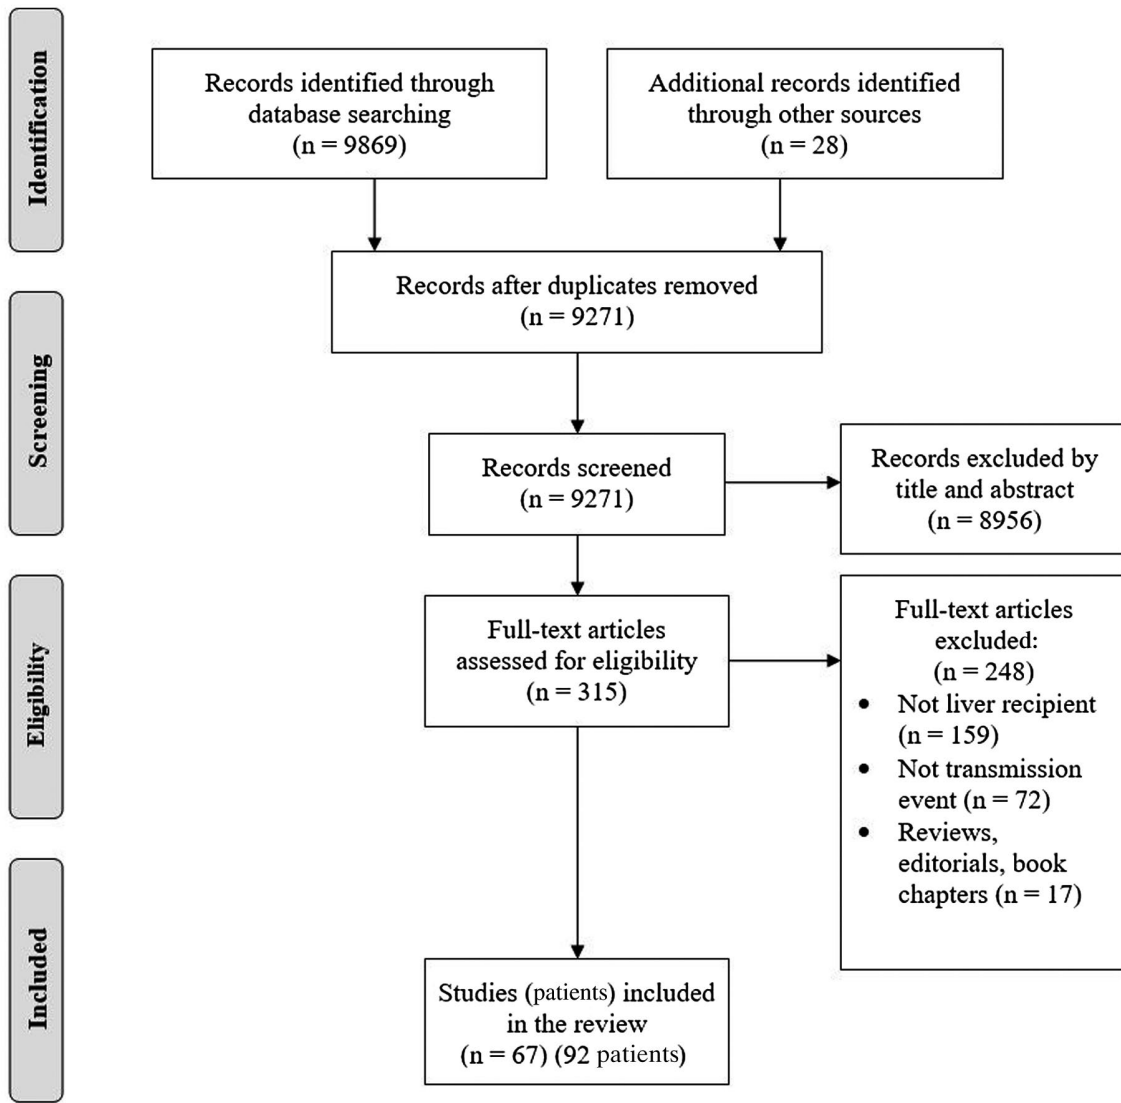 Identification
Records identified through
database searching
(n = 9869)
Additional records identified
through other sources
(n = 28)
Records after duplicates removed
(n = 9271)
Screening
Records screened
(n = 9271)
Records excluded by
title and abstract
(n = 8956)
Eligibility
Full-text articles
assessed for eligibility
(n = 315)
Full-text articles
excluded:
(n = 248)
• Not liver recipient
(n = 159)
• Not transmission
event (n = 72)
• Reviews,
editorials, book
chapters (n = 17)
Included
Studies (patients) included
in the review
(n = 67) (92 patients)